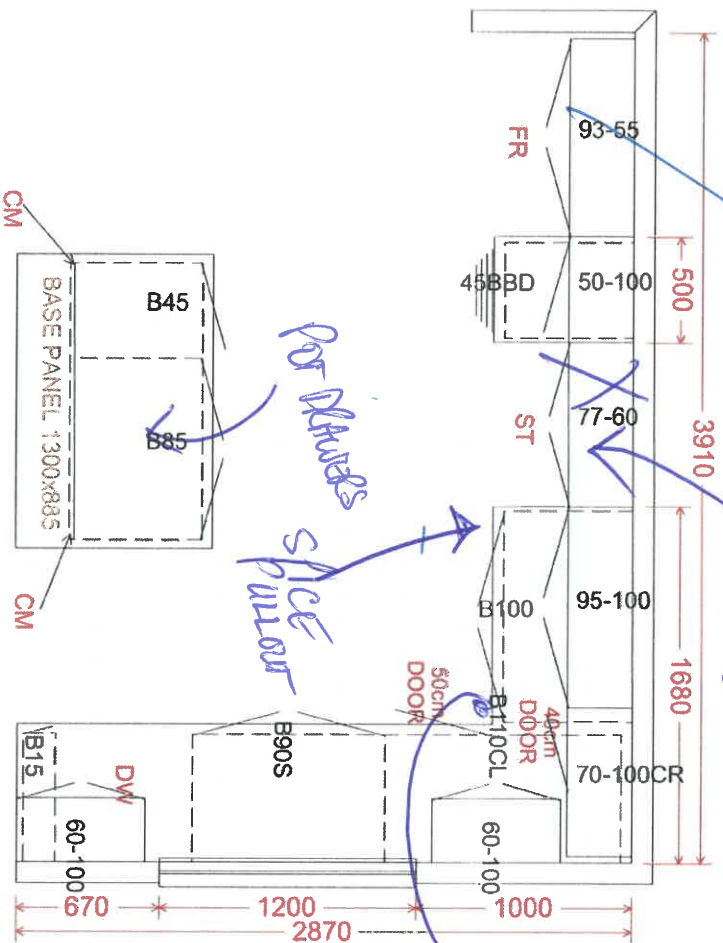 93-55
FR
50-100
500
45BBD
77-60
ST
3910
B100
95-100
1680
50cm
DOOR
B110CL
40cm
DOOR
70-100CR
CM
BASE PANEL 1300x885
CM
B45
B85
POT DRAWERS
SPICE
PULLOUT
B15
DW
60-100
B90S
60-100
670
1200
1000
2870